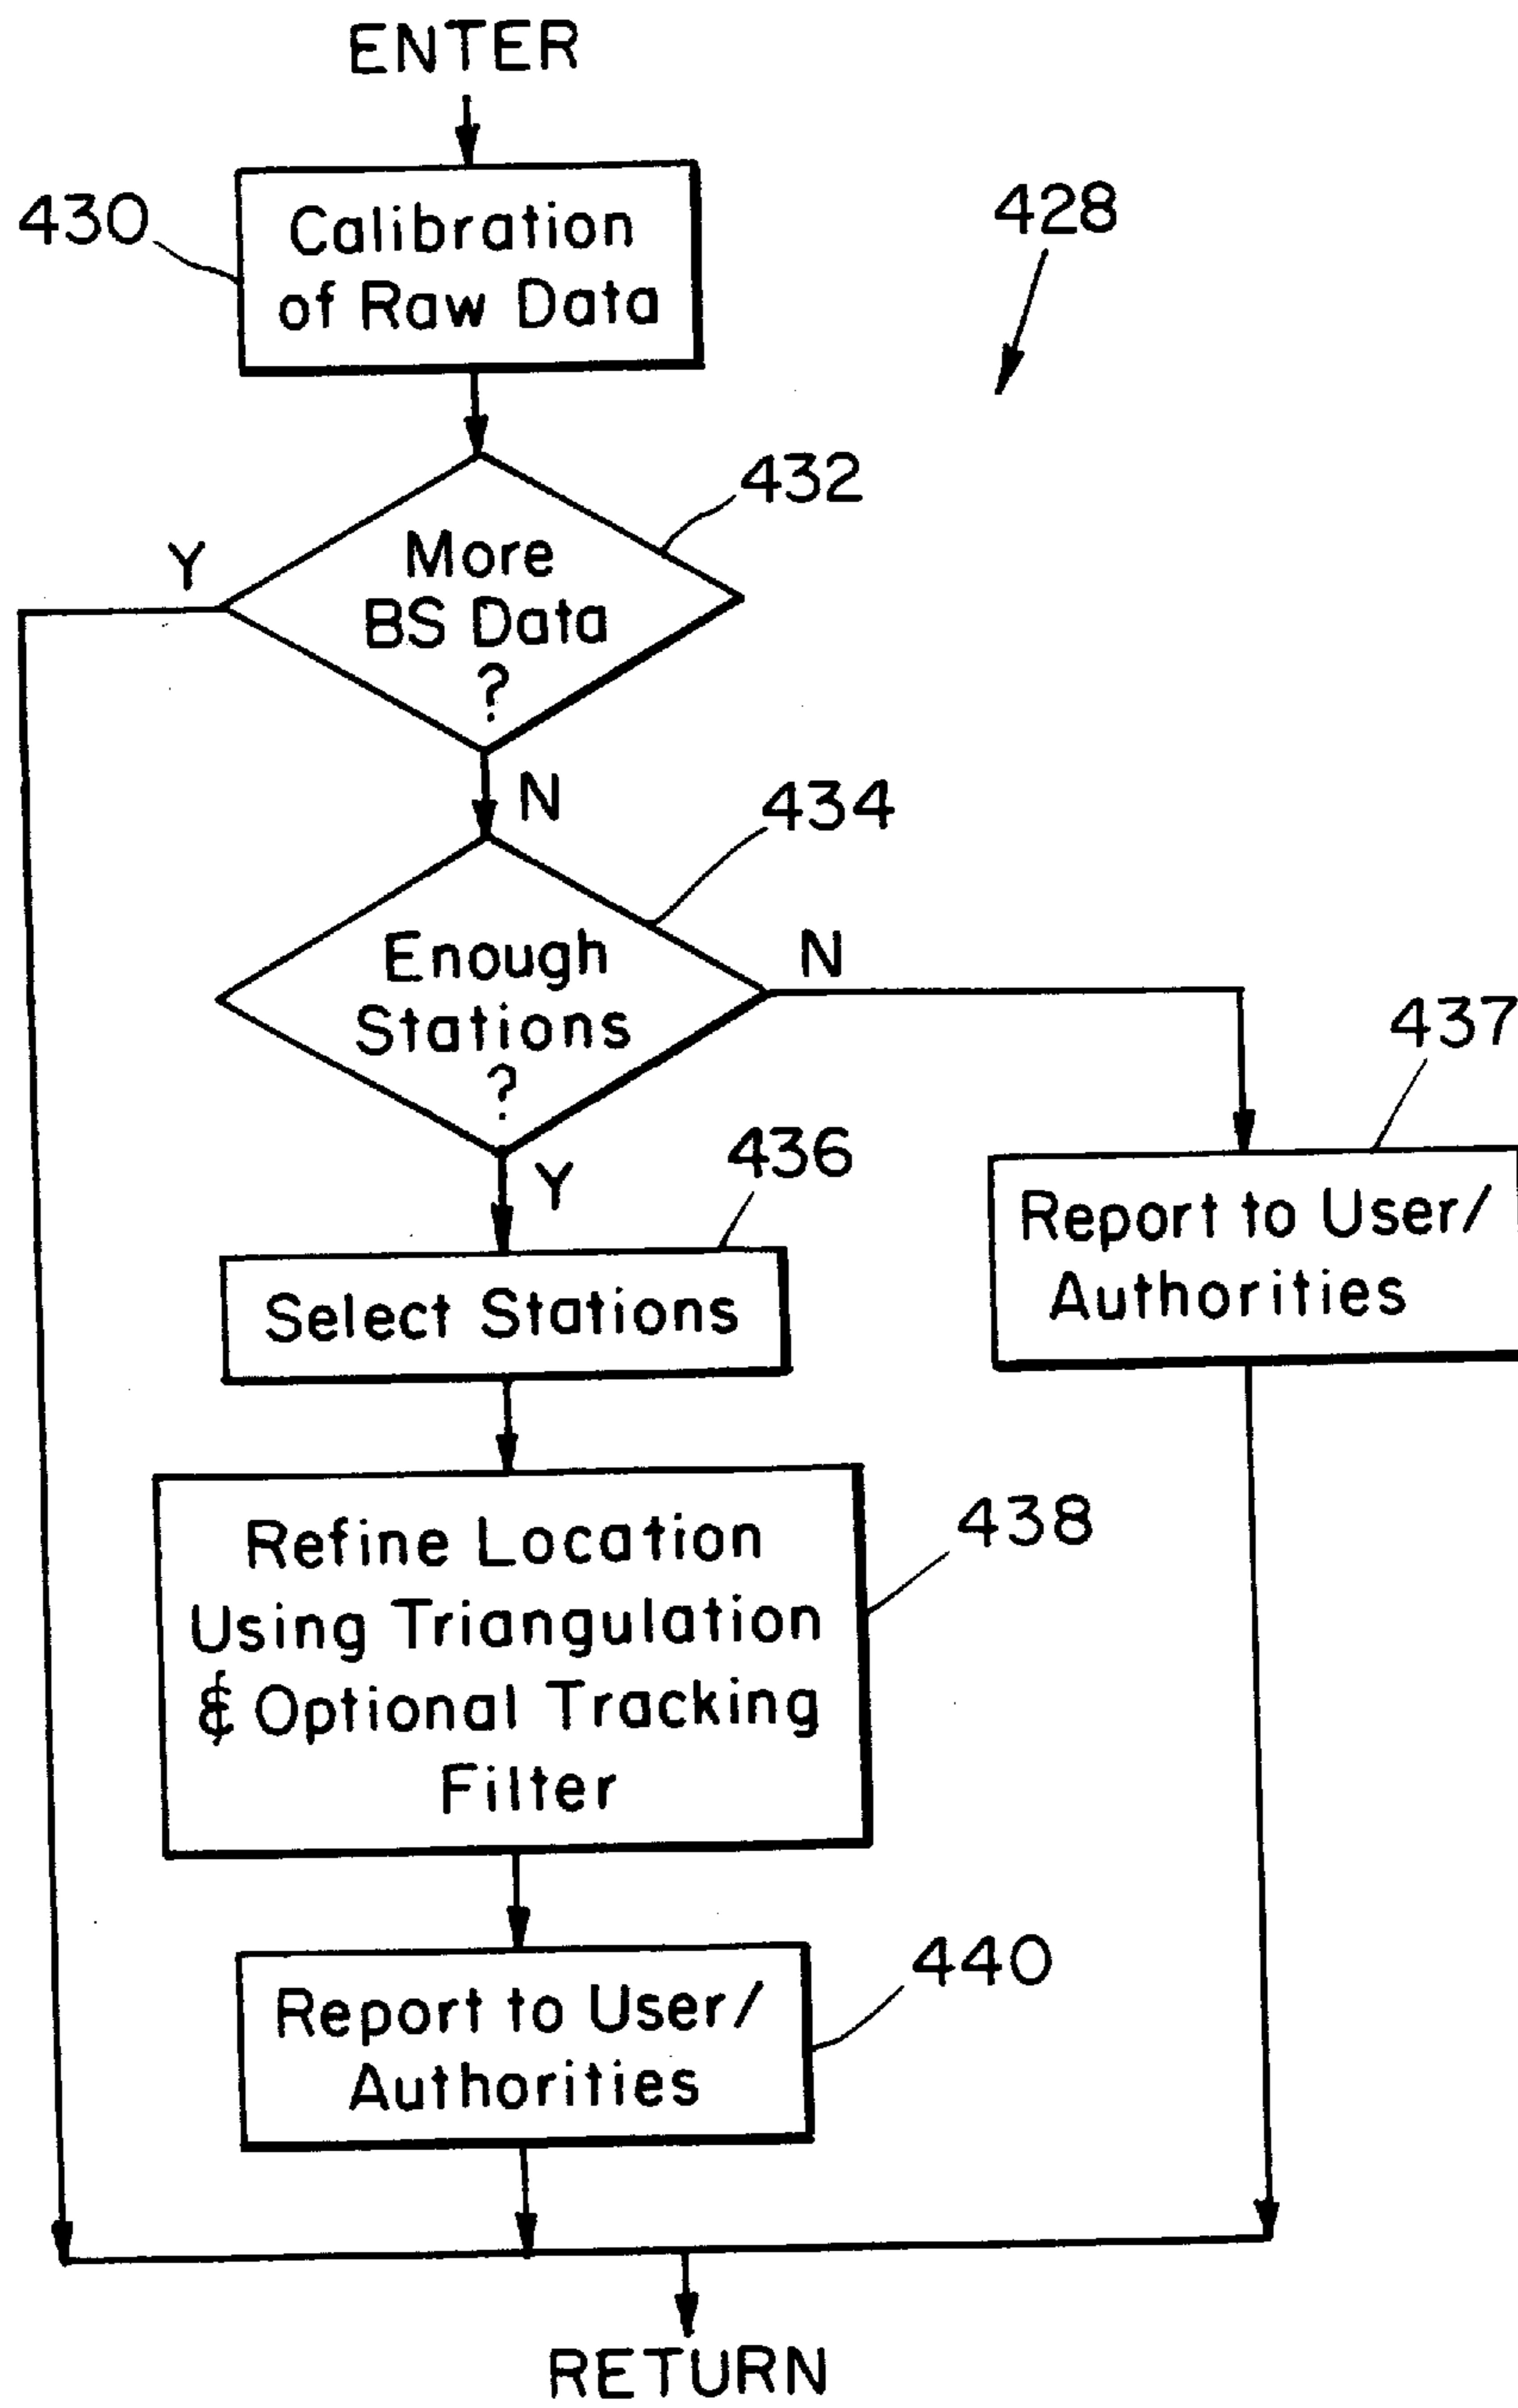 ENTER
430
Calibration
of Raw Data
428
432
Y
More
BS Data
?
N
434
Enough
Stations
?
N
437
Y
436
Report to User/
Authorities
Select Stations
438
Refine Location
Using Triangulation
& Optional Tracking
Filter
440
Report to User/
Authorities
RETURN